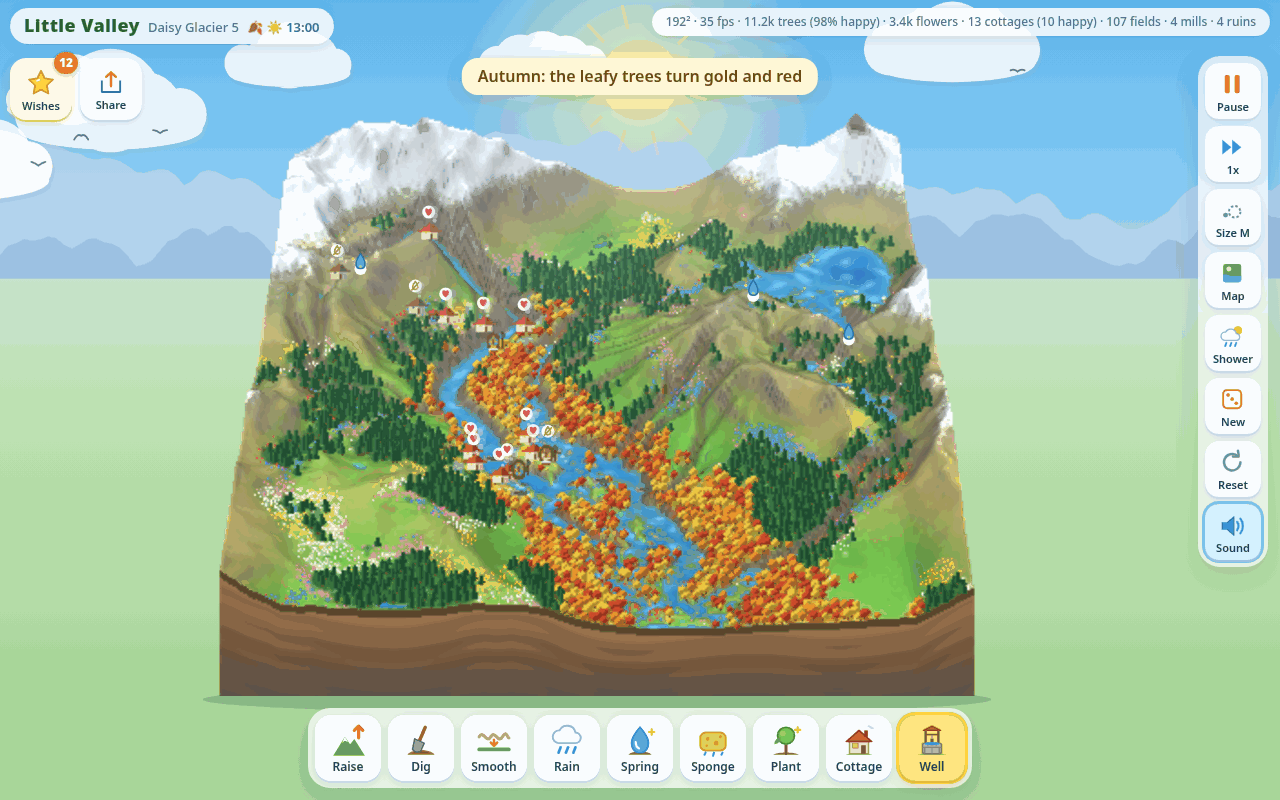 Little Valley Daisy Glacier 5 🍂 ☀️ 13:00
192² · 35 fps · 11.2k trees (98% happy) · 3.4k flowers · 13 cottages (10 happy) · 107 fields · 4 mills · 4 ruins
12
Wishes
Share
Autumn: the leafy trees turn gold and red
Pause
1x
Size M
Map
Shower
New
Reset
Sound
Raise
Dig
Smooth
Rain
Spring
Sponge
Plant
Cottage
Well